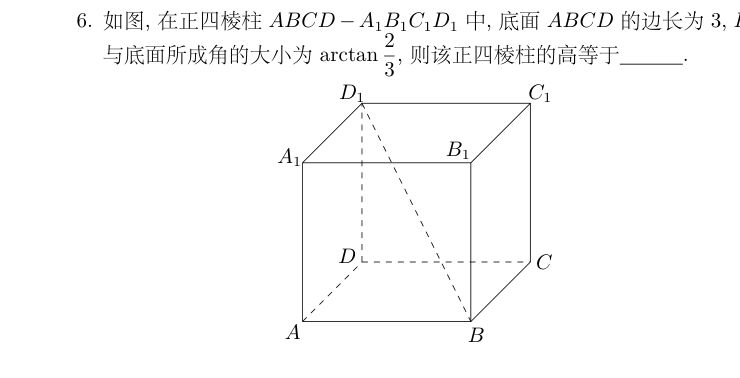 6. 如图, 在正四棱柱 ABCD − A₁B₁C₁D₁ 中, 底面 ABCD 的边长为 3,
与底面所成角的大小为 arctan 2/3, 则该正四棱柱的高等于______.
D₁ C₁
A₁ B₁
D C
A B